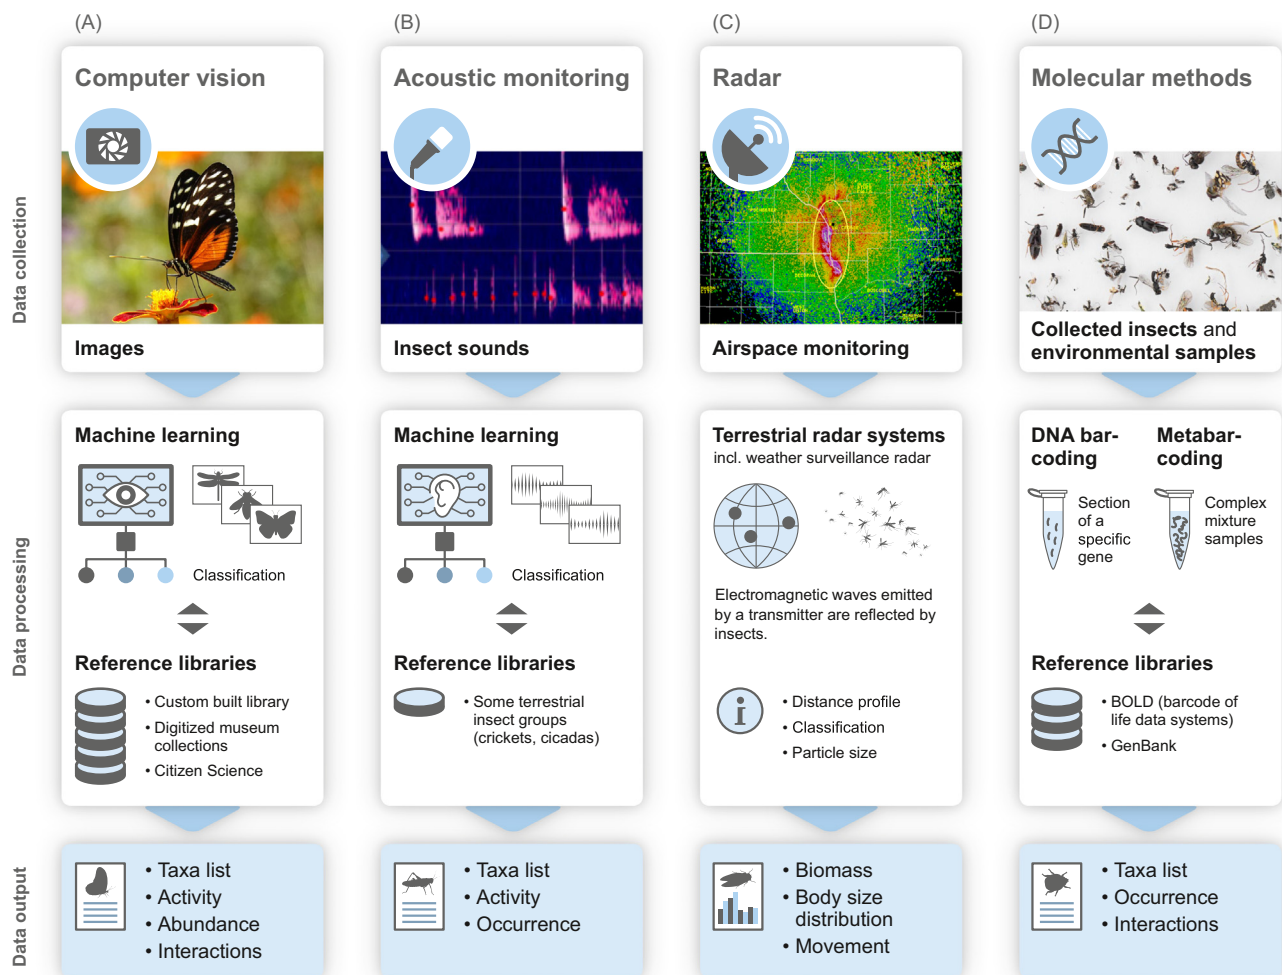 (A)
Computer vision
Images
Machine learning
Classification
Reference libraries
• Custom built library
• Digitized museum
collections
• Citizen Science
• Taxa list
• Activity
• Abundance
• Interactions
(B)
Acoustic monitoring
Insect sounds
Machine learning
Classification
Reference libraries
• Some terrestrial
insect groups
(crickets, cicadas)
• Taxa list
• Activity
• Occurrence
(C)
Radar
Airspace monitoring
Terrestrial radar systems
incl. weather surveillance radar
Electromagnetic waves emitted
by a transmitter are reflected by
insects.
i
• Distance profile
• Classification
• Particle size
• Biomass
• Body size
distribution
• Movement
(D)
Molecular methods
Collected insects and
environmental samples
DNA bar-
coding
Section
of a
specific
gene
Metabar-
coding
Complex
mixture
samples
Reference libraries
• BOLD (barcode of
life data systems)
• GenBank
• Taxa list
• Occurrence
• Interactions
Data collection
Data processing
Data output